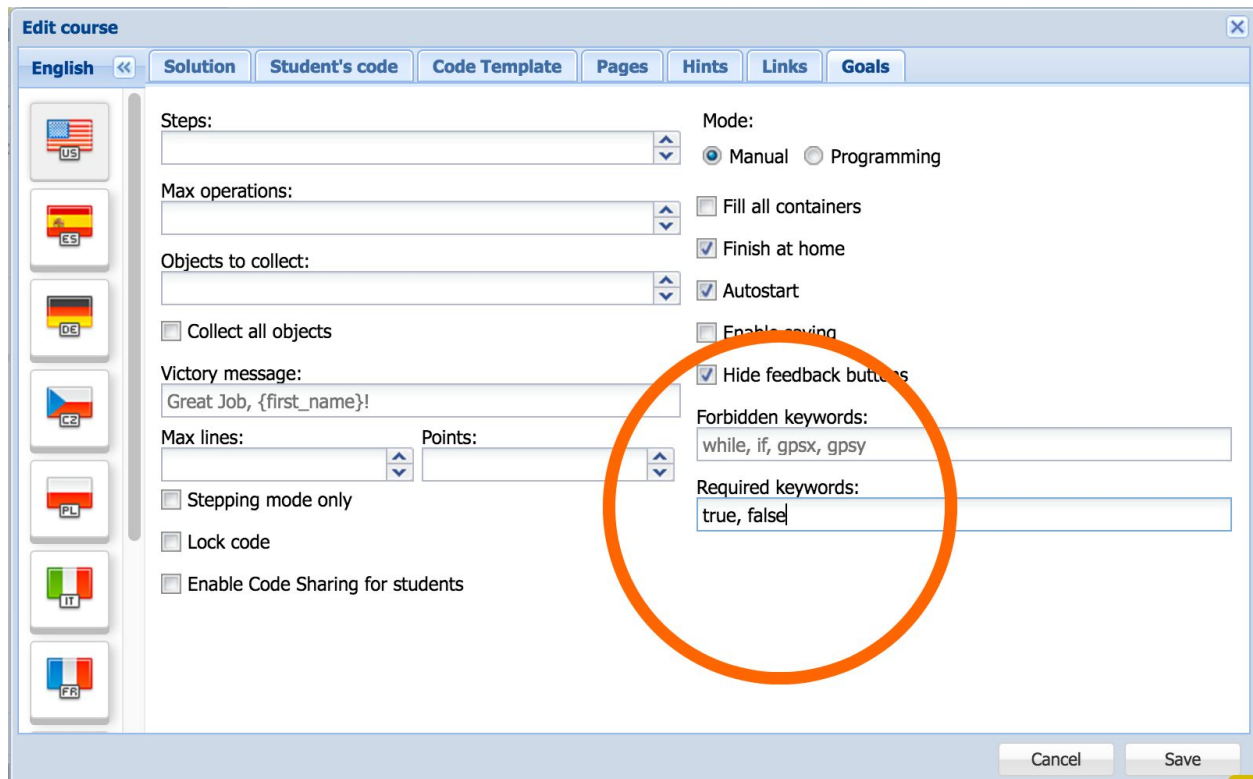 Edit course
English
Solution
Student's code
Code Template
Pages
Hints
Links
Goals
US
ES
DE
CZ
PL
IT
FR
Steps:
Max operations:
Objects to collect:
Collect all objects
Victory message:
Great Job, {first_name}!
Max lines:
Points:
Stepping mode only
Lock code
Enable Code Sharing for students
Mode:
Manual
Programming
Fill all containers
Finish at home
Autostart
Enable saving
Hide feedback buttons
Forbidden keywords:
while, if, gpsx, gpsy
Required keywords:
true, false
Cancel
Save